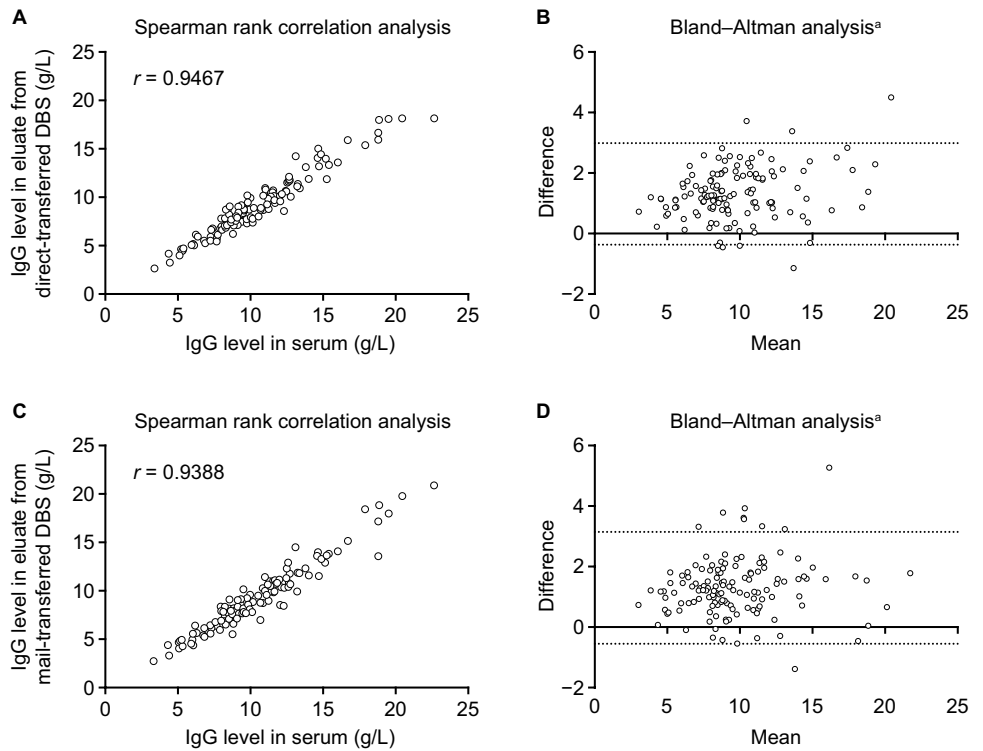 A
Spearman rank correlation analysis
r = 0.9467
IgG level in eluate from
direct-transferred DBS (g/L)
25
20
15
10
5
0
0 5 10 15 20 25
IgG level in serum (g/L)
B
Bland–Altman analysisa
Difference
6
4
2
0
−2
0 5 10 15 20 25
Mean
C
Spearman rank correlation analysis
r = 0.9388
IgG level in eluate from
mail-transferred DBS (g/L)
25
20
15
10
5
0
0 5 10 15 20 25
IgG level in serum (g/L)
D
Bland–Altman analysisa
Difference
6
4
2
0
−2
0 5 10 15 20 25
Mean